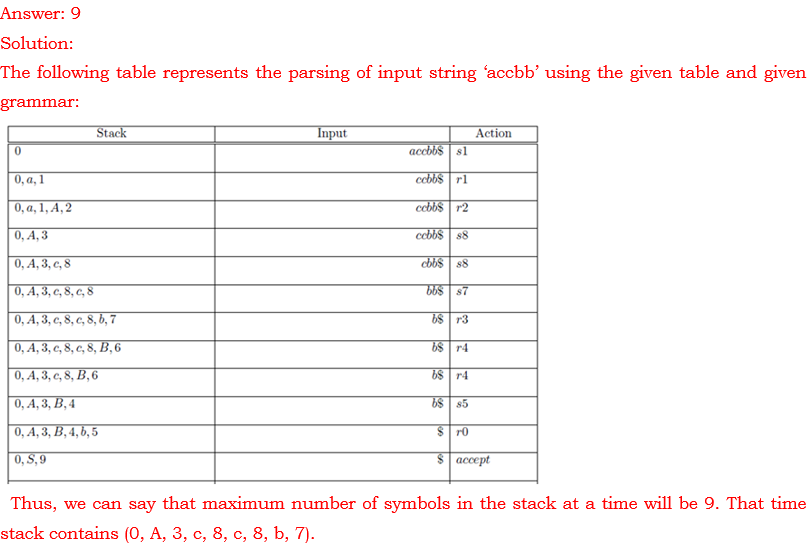 Answer: 9
Solution:
The following table represents the parsing of input string ‘accbb’ using the given table and given
grammar:
Stack Input Action
0 accbb$ s1
0, a, 1 ccbb$ r1
0, a, 1, A, 2 ccbb$ r2
0, A, 3 ccbb$ s8
0, A, 3, c, 8 cbb$ s8
0, A, 3, c, 8, c, 8 bb$ s7
0, A, 3, c, 8, c, 8, b, 7 b$ r3
0, A, 3, c, 8, c, 8, B, 6 b$ r4
0, A, 3, c, 8, B, 6 b$ r4
0, A, 3, B, 4 b$ s5
0, A, 3, B, 4, b, 5 $ r0
0, S, 9 $ accept
Thus, we can say that maximum number of symbols in the stack at a time will be 9. That time
stack contains (0, A, 3, c, 8, c, 8, b, 7).